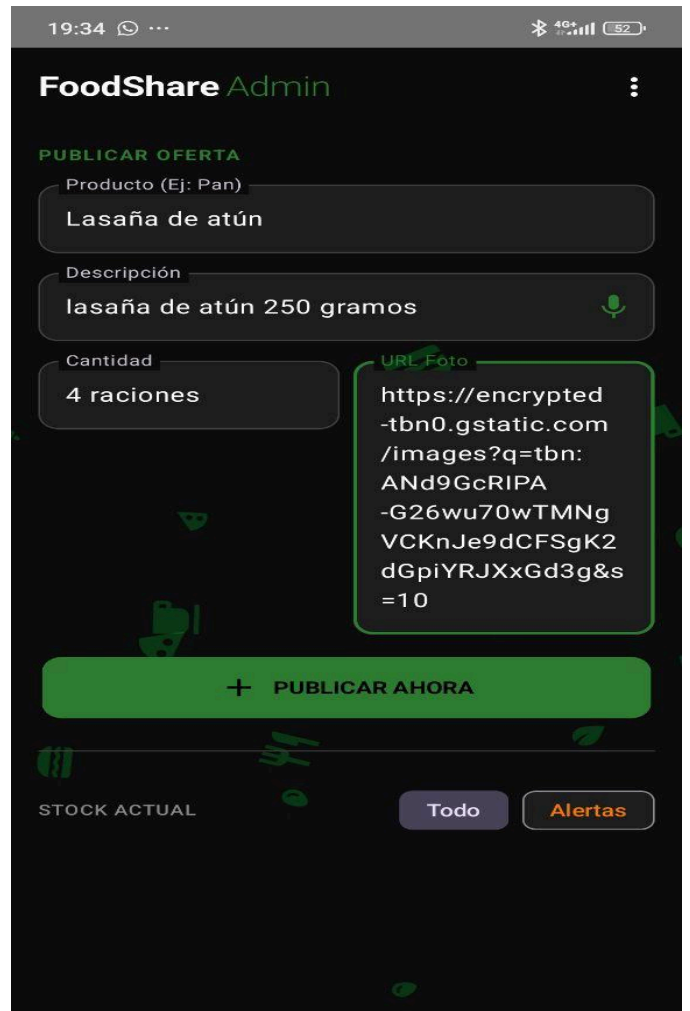 19:34
4G+
52
FoodShare Admin
PUBLICAR OFERTA
Producto (Ej: Pan)
Lasaña de atún
Descripción
lasaña de atún 250 gramos
Cantidad
4 raciones
URL Foto
https://encrypted
-tbn0.gstatic.com
/images?q=tbn:
ANd9GcRIPA
-G26wu70wTMNg
VCKnJe9dCFSgK2
dGpiYRJXxGd3g&s
=10
+ PUBLICAR AHORA
STOCK ACTUAL
Todo
Alertas